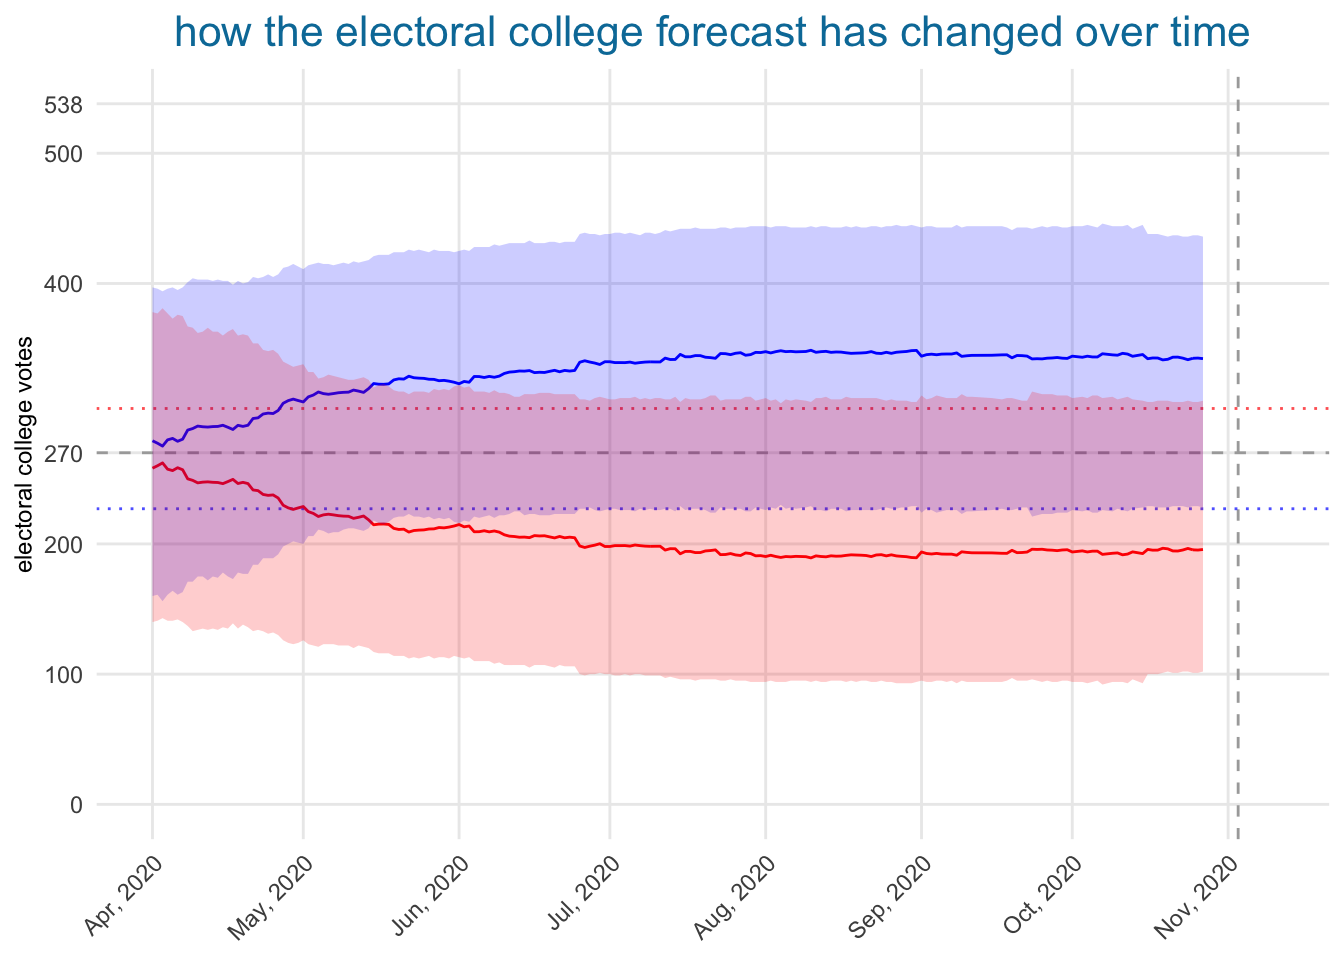 how the electoral college forecast has changed over time
electoral college votes
538
500
400
270
200
100
0
Apr, 2020
May, 2020
Jun, 2020
Jul, 2020
Aug, 2020
Sep, 2020
Oct, 2020
Nov, 2020